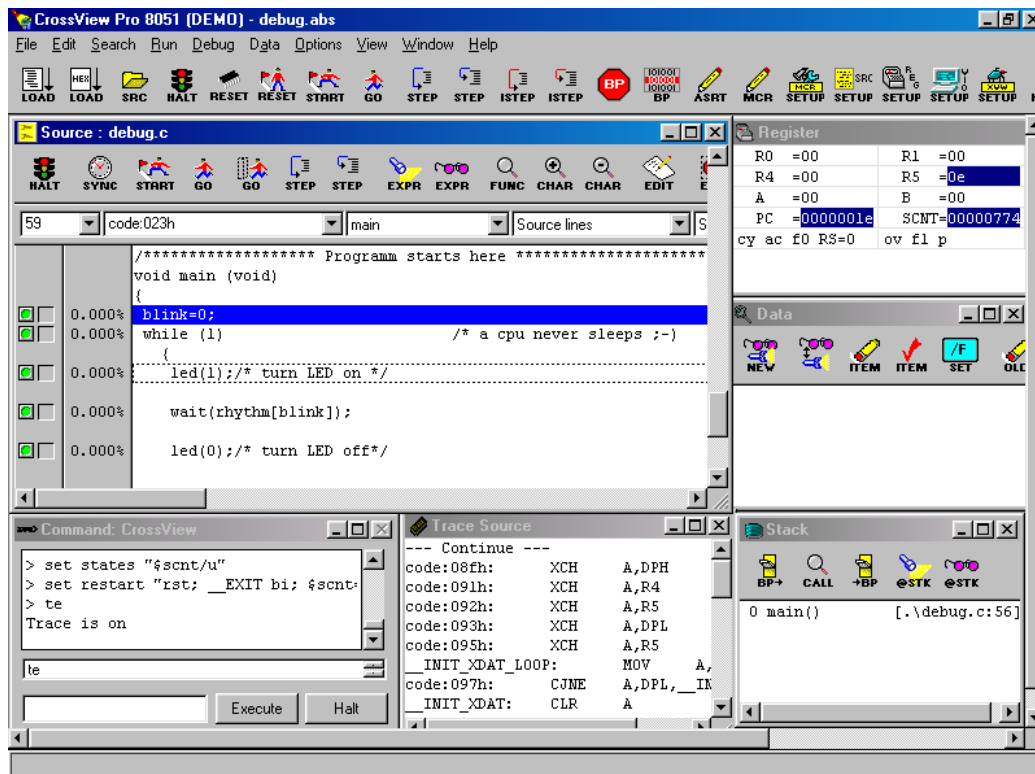 CrossView Pro 8051 (DEMO) - debug.abs
File Edit Search Run Debug Data Options View Window Help
HEX 101001 101001 BP MCR SRC REG XVW
LOAD LOAD SRC HALT RESET RESET START GO STEP STEP ISTEP ISTEP BP ASRT MCR SETUP SETUP SETUP SETUP SETUP
Source : debug.c
HALT SYNC START GO GO STEP STEP EXPR EXPR FUNC CHAR CHAR EDIT
59 code:023h main Source lines S
/******************* Programm starts here *********************
void main (void)
{
0.000% blink=0;
0.000% while (1) /* a cpu never sleeps ;-)
{
0.000% led(1);/* turn LED on */
0.000% wait(rhythm[blink]);
0.000% led(0);/* turn LED off*/
Register
R0 =00 R1 =00
R4 =00 R5 =0e
A =00 B =00
PC =0000001e SCNT=00000774
cy ac f0 RS=0 ov f1 p
Data
/F
NEW ITEM ITEM SET OLD
Command: CrossView
> set states "$scnt/u"
> set restart "rst; __EXIT bi; $scnt=
> te
Trace is on
te
Execute Halt
Trace Source
--- Continue ---
code:08fh: XCH A,DPH
code:091h: XCH A,R4
code:092h: XCH A,R5
code:093h: XCH A,DPL
code:095h: XCH A,R5
__INIT_XDAT_LOOP: MOV A,
code:097h: CJNE A,DPL,__IN
__INIT_XDAT: CLR A
Stack
BP→ CALL →BP @STK @STK
0 main() [.\debug.c:56]